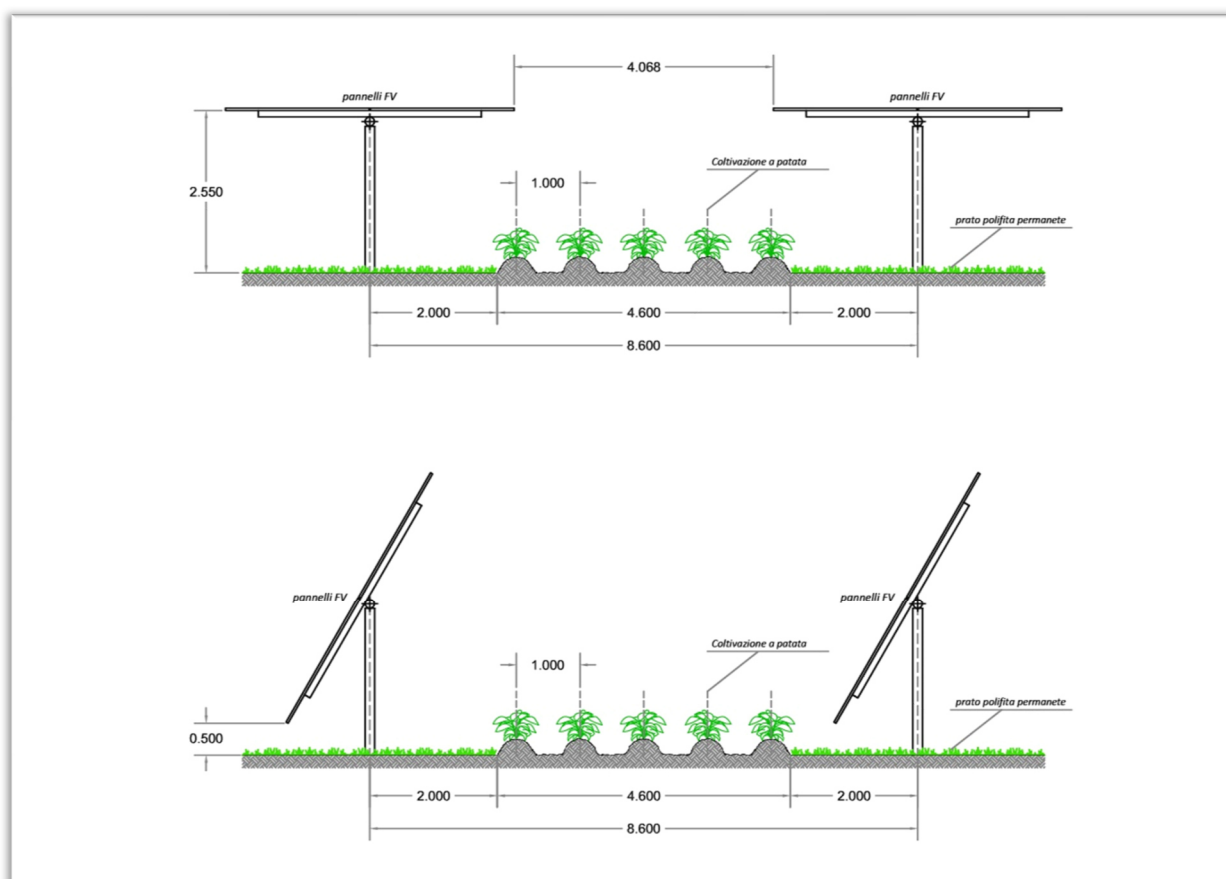 4.068
pannelli FV
pannelli FV
Coltivazione a patata
1.000
2.550
prato polifita permanete
2.000
4.600
2.000
8.600
pannelli FV
pannelli FV
Coltivazione a patata
1.000
prato polifita permanete
0.500
2.000
4.600
2.000
8.600